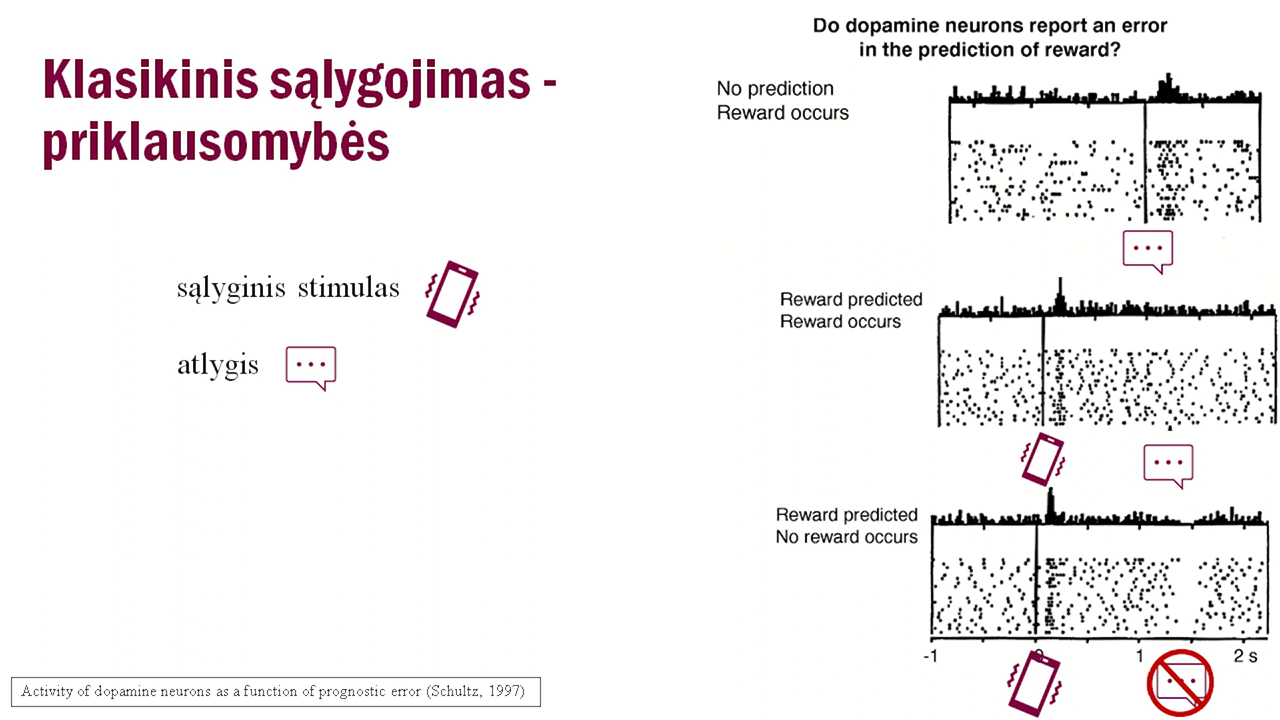 Klasikinis sąlygojimas -
priklausomybės
sąlyginis stimulas
atlygis
Activity of dopamine neurons as a function of prognostic error (Schultz, 1997)
Do dopamine neurons report an error
in the prediction of reward?
No prediction
Reward occurs
Reward predicted
Reward occurs
Reward predicted
No reward occurs
-1 0 1 2 s